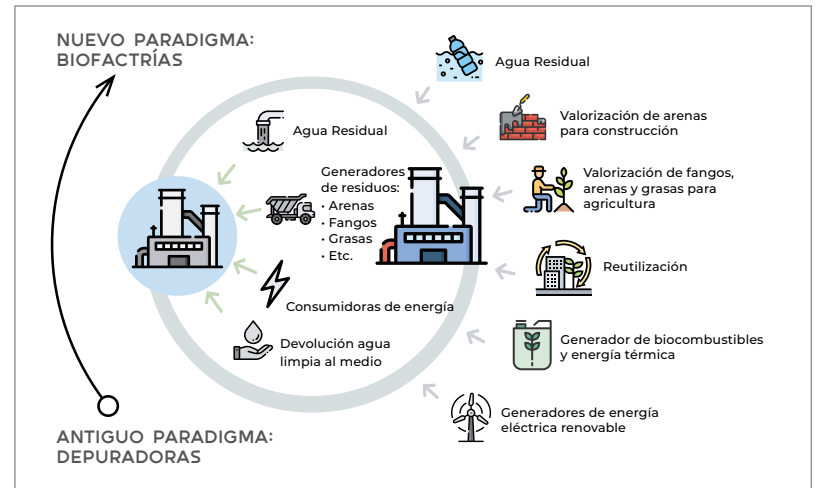 NUEVO PARADIGMA:
BIOFACTRÍAS
Agua Residual
Agua Residual
Valorización de arenas
para construcción
Generadores
de residuos:
· Arenas
· Fangos
· Grasas
· Etc.
Valorización de fangos,
arenas y grasas para
agricultura
Reutilización
Consumidoras de energía
Devolución agua
limpia al medio
Generador de biocombustibles
y energía térmica
Generadores de energía
eléctrica renovable
ANTIGUO PARADIGMA:
DEPURADORAS